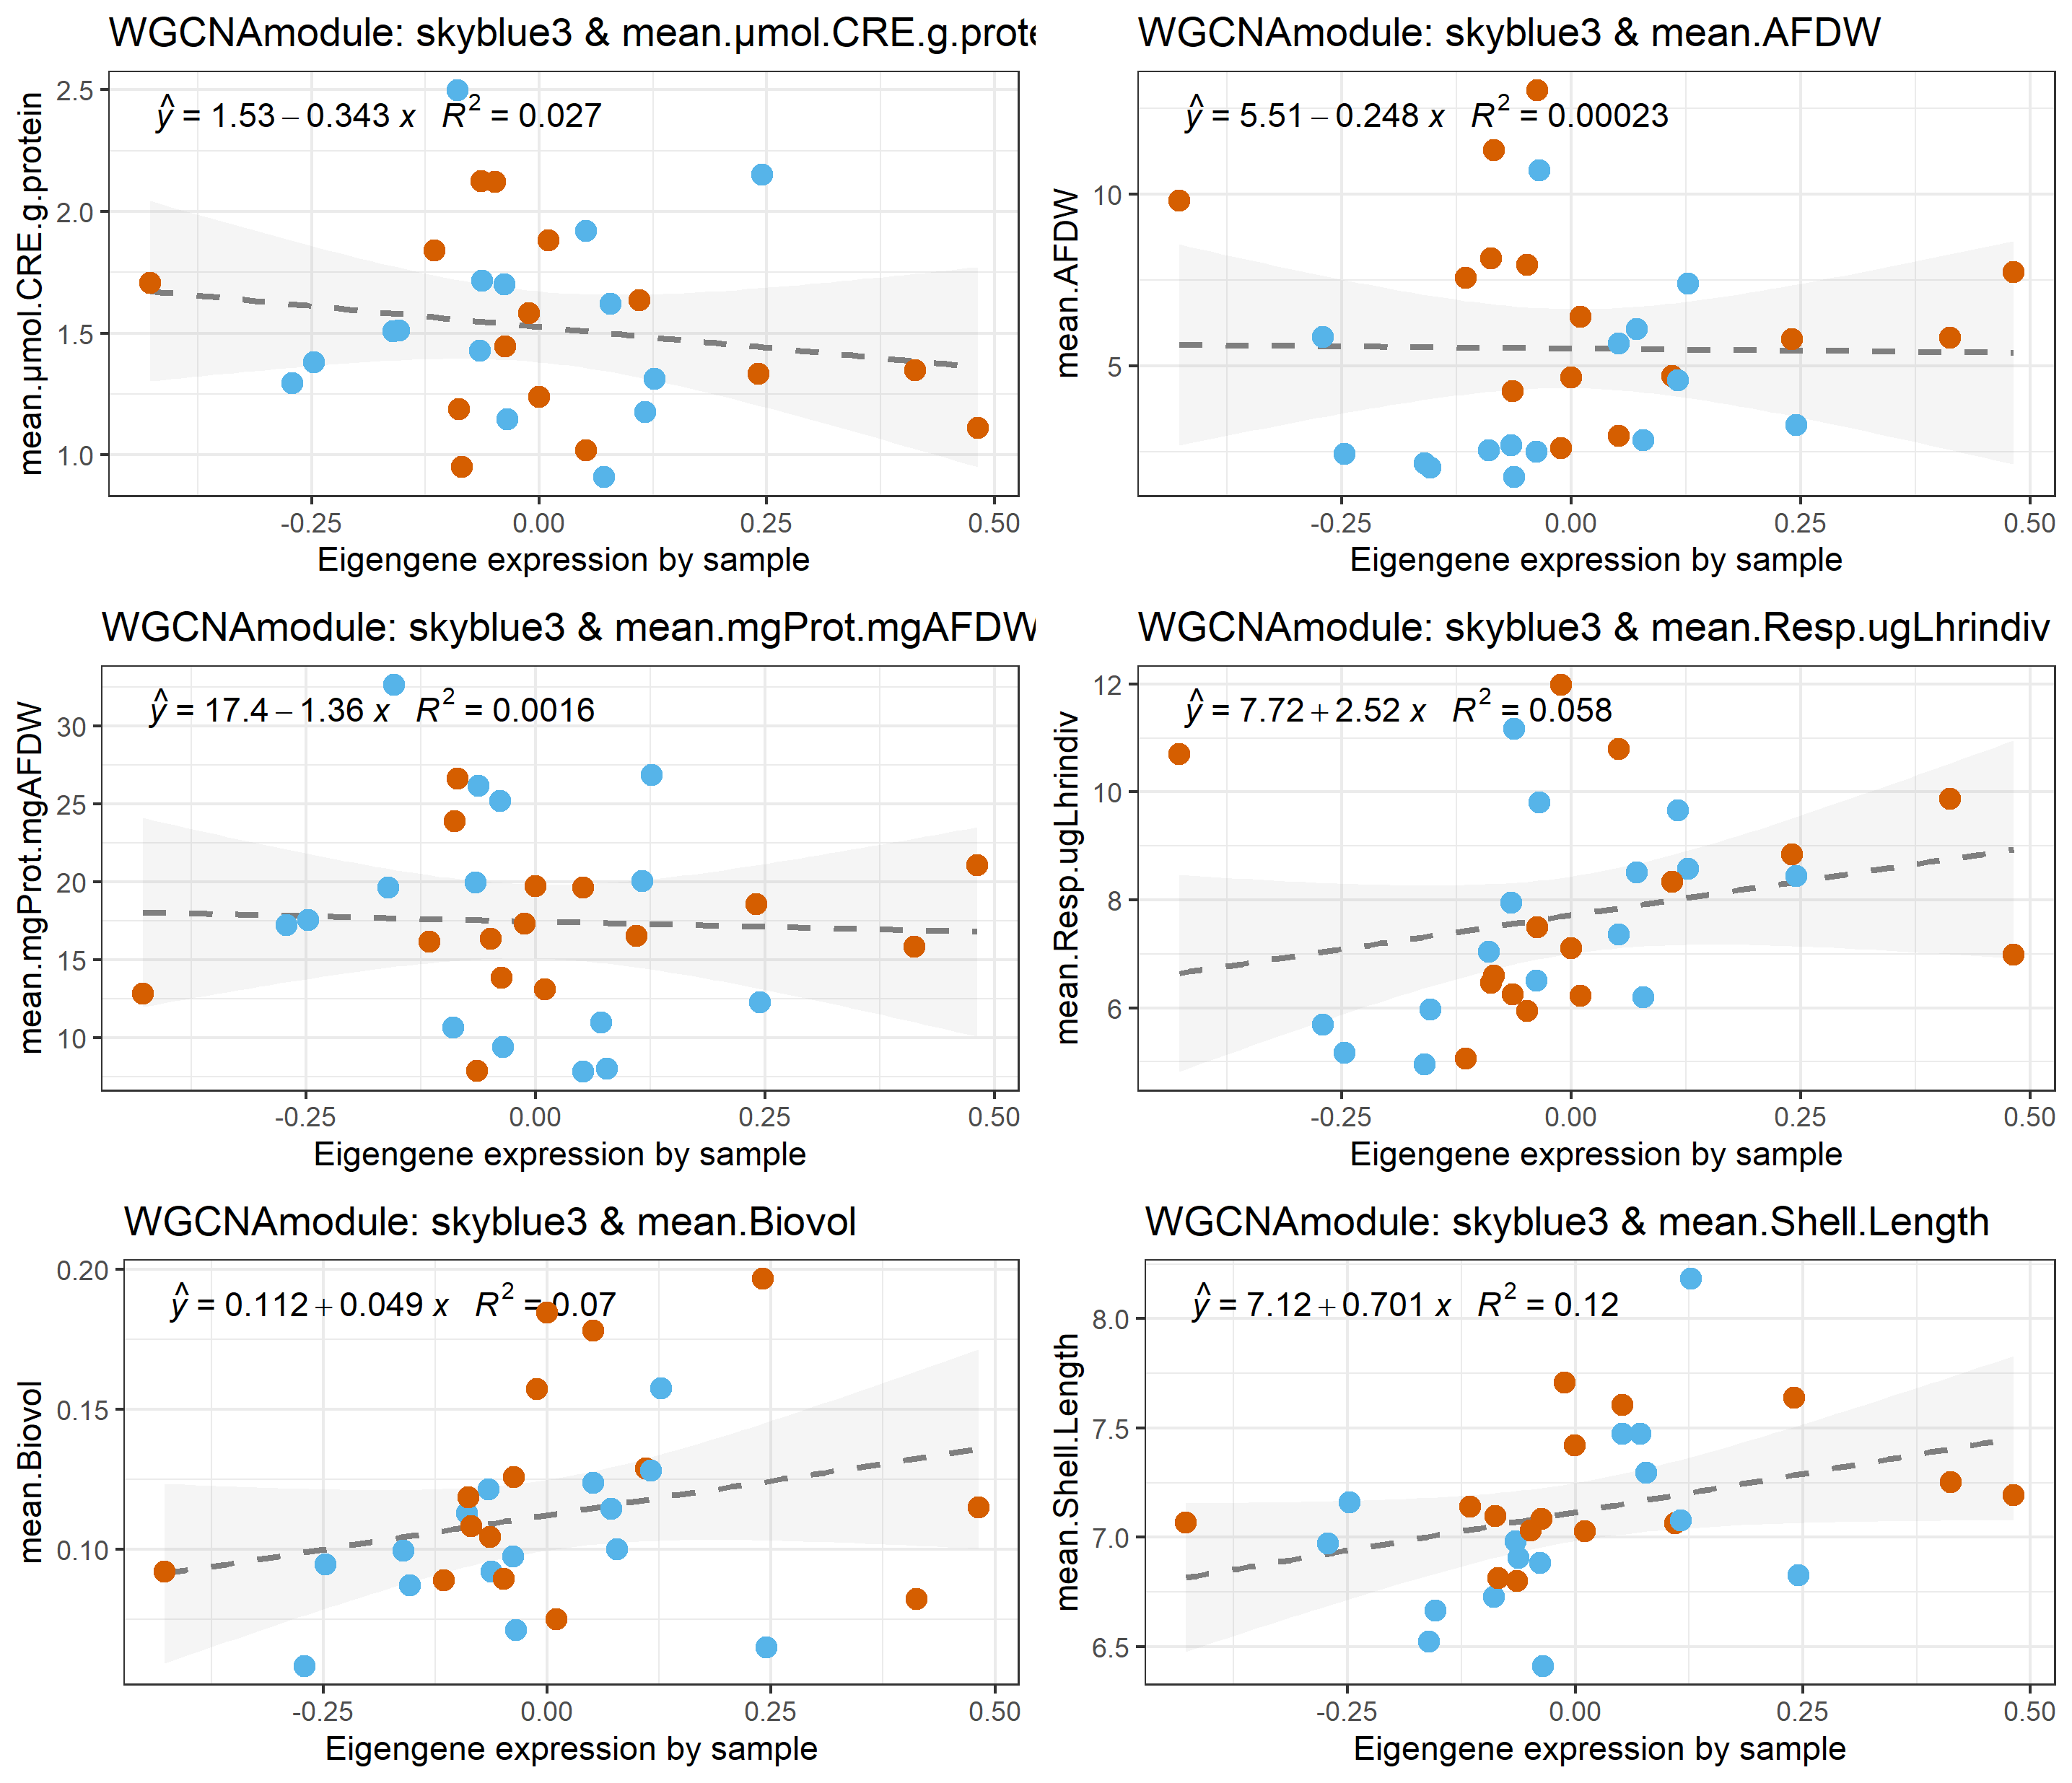 WGCNAmodule: skyblue3 & mean.µmol.CRE.g.prote
mean.µmol.CRE.g.protein
2.5
2.0
1.5
1.0
ŷ = 1.53 − 0.343 x R² = 0.027
-0.25 0.00 0.25 0.50
Eigengene expression by sample
WGCNAmodule: skyblue3 & mean.AFDW
mean.AFDW
10
5
ŷ = 5.51 − 0.248 x R² = 0.00023
-0.25 0.00 0.25 0.50
Eigengene expression by sample
WGCNAmodule: skyblue3 & mean.mgProt.mgAFDW
mean.mgProt.mgAFDW
30
25
20
15
10
ŷ = 17.4 − 1.36 x R² = 0.0016
-0.25 0.00 0.25 0.50
Eigengene expression by sample
WGCNAmodule: skyblue3 & mean.Resp.ugLhrindiv
mean.Resp.ugLhrindiv
12
10
8
6
ŷ = 7.72 + 2.52 x R² = 0.058
-0.25 0.00 0.25 0.50
Eigengene expression by sample
WGCNAmodule: skyblue3 & mean.Biovol
mean.Biovol
0.20
0.15
0.10
ŷ = 0.112 + 0.049 x R² = 0.07
-0.25 0.00 0.25 0.50
Eigengene expression by sample
WGCNAmodule: skyblue3 & mean.Shell.Length
mean.Shell.Length
8.0
7.5
7.0
6.5
ŷ = 7.12 + 0.701 x R² = 0.12
-0.25 0.00 0.25 0.50
Eigengene expression by sample